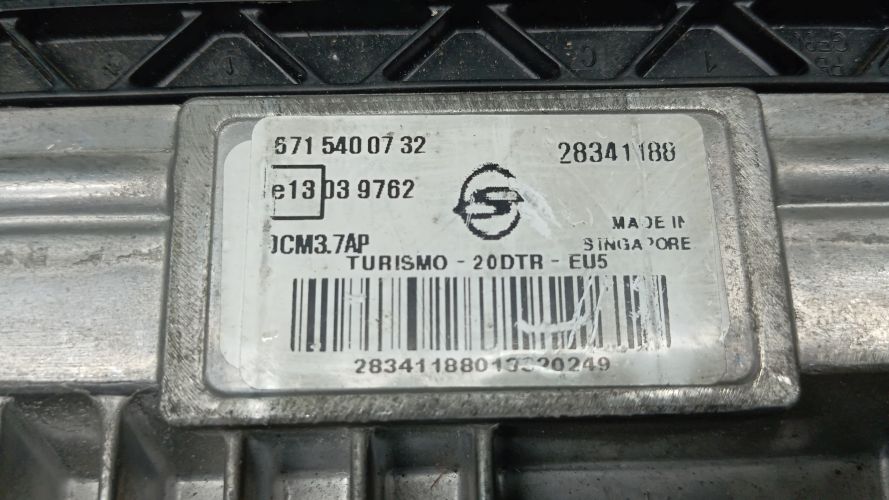 671 540 07 32
28341188
e13 03 9762
S
DCM3.7AP
MADE IN
SINGAPORE
TURISMO - 20DTR - EU5